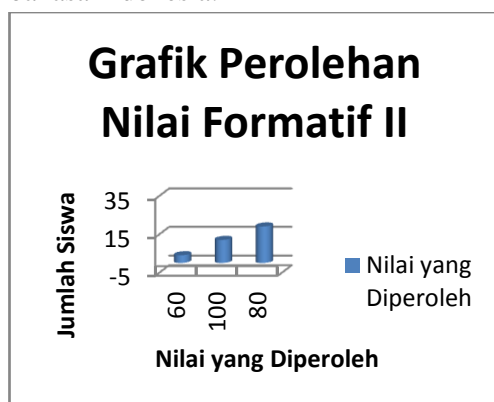 Grafik Perolehan
Nilai Formatif II
Jumlah Siswa
35
15
-5
60
100
80
Nilai yang Diperoleh
Nilai yang
Diperoleh